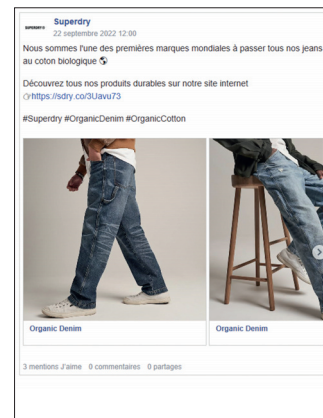 Superdry
22 septembre 2022 12:00
Nous sommes l'une des premières marques mondiales à passer tous nos jeans
au coton biologique
Découvrez tous nos produits durables sur notre site internet
https://sdry.co/3Uavu73
#Superdry #OrganicDenim #OrganicCotton
Organic Denim
Organic Denim
3 mentions J'aime 0 commentaires 0 partages